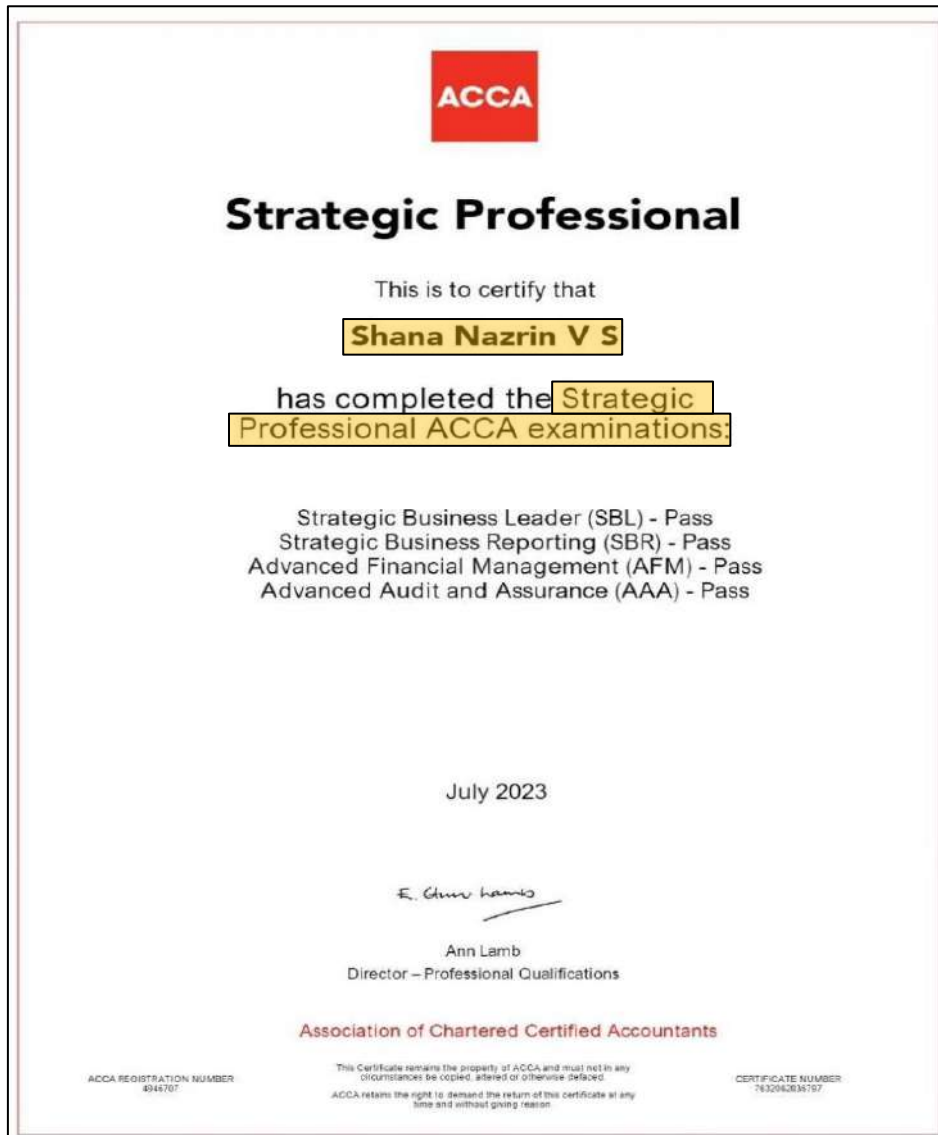 ACCA
Strategic Professional
This is to certify that
Shana Nazrin V S
has completed the Strategic
Professional ACCA examinations:
Strategic Business Leader (SBL) - Pass
Strategic Business Reporting (SBR) - Pass
Advanced Financial Management (AFM) - Pass
Advanced Audit and Assurance (AAA) - Pass
July 2023
Ann Lamb
Director – Professional Qualifications
Association of Chartered Certified Accountants
ACCA REGISTRATION NUMBER
4946707
This Certificate remains the property of ACCA and must not in any
circumstances be copied, altered or otherwise defaced.
ACCA retains the right to demand the return of this certificate at any
time and without giving reason.
CERTIFICATE NUMBER